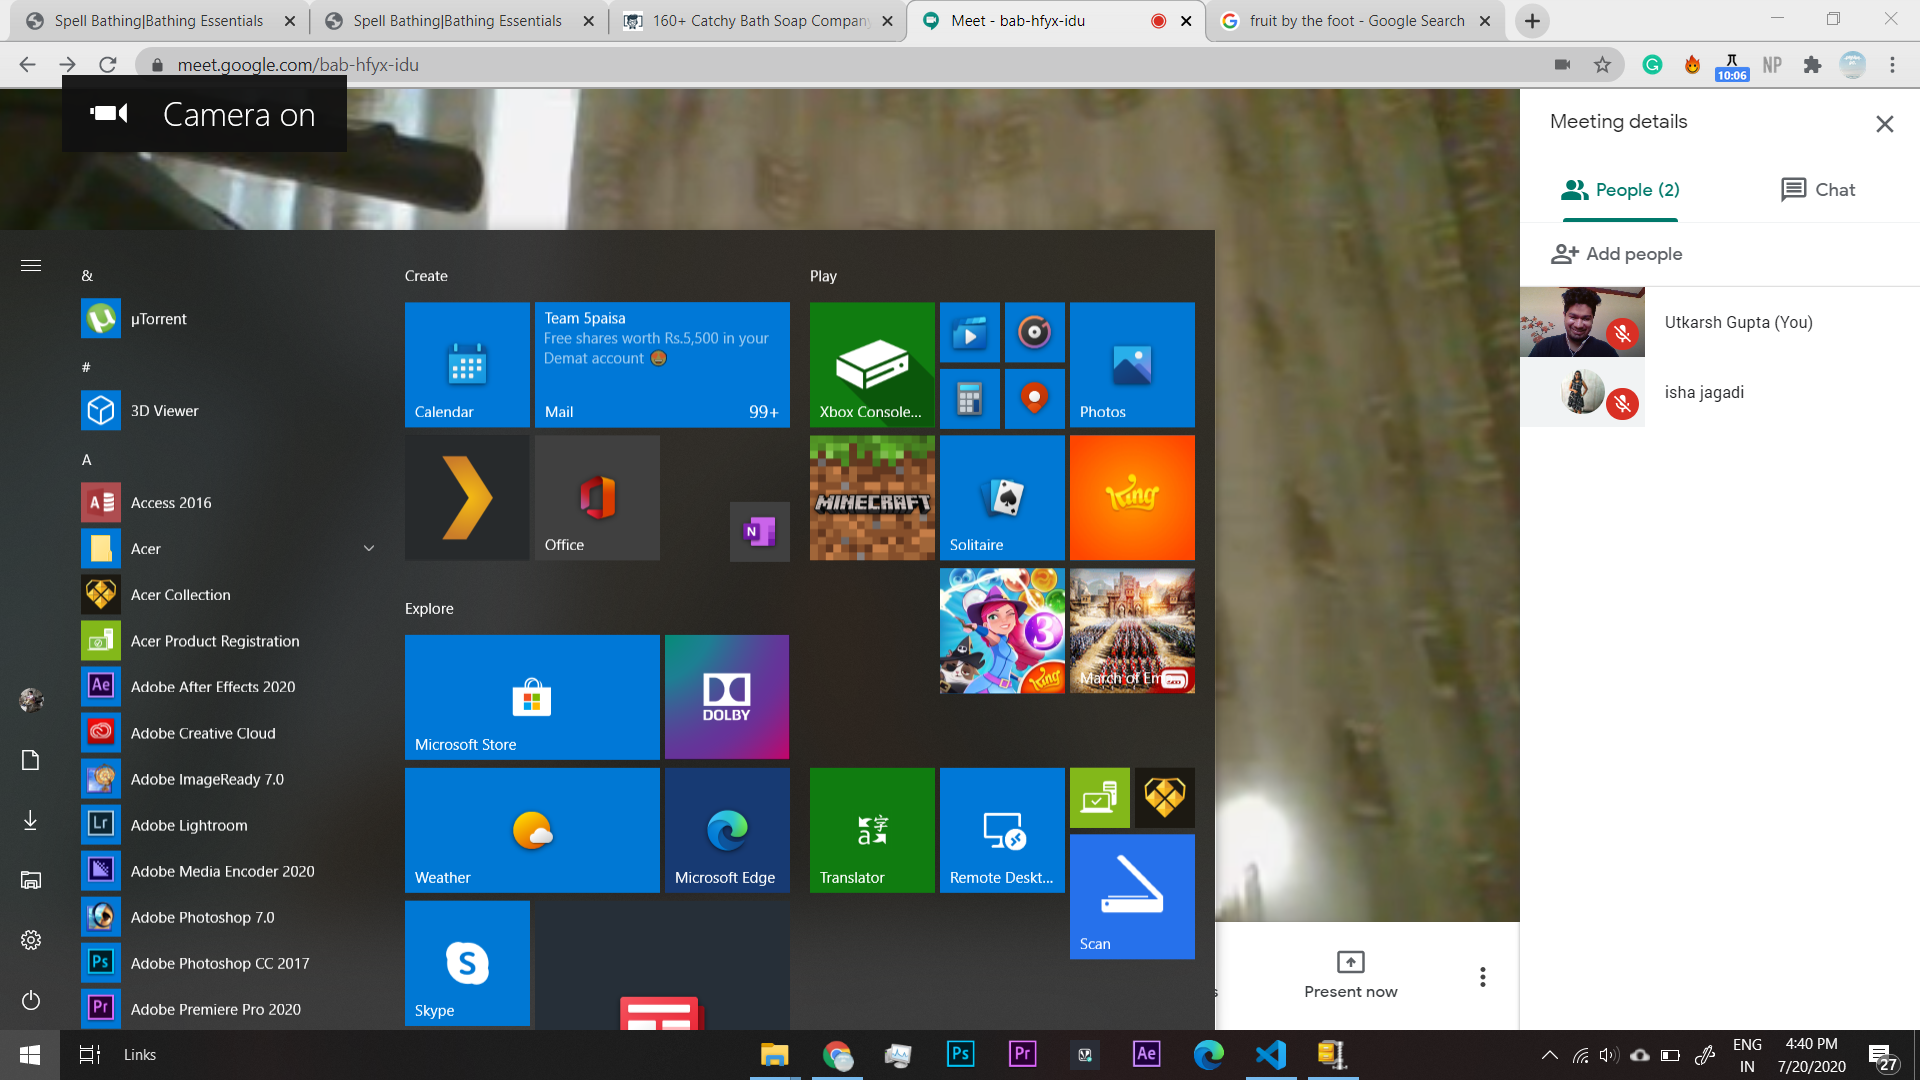 Spell Bathing|Bathing Essentials
Spell Bathing|Bathing Essentials
160+ Catchy Bath Soap Company
Meet - bab-hfyx-idu
fruit by the foot - Google Search
meet.google.com/bab-hfyx-idu
10:06
NP
Camera on
Meeting details
People (2)
Chat
Add people
Utkarsh Gupta (You)
isha jagadi
&
µTorrent
#
3D Viewer
A
Access 2016
Acer
Acer Collection
Acer Product Registration
Adobe After Effects 2020
Adobe Creative Cloud
Adobe ImageReady 7.0
Adobe Lightroom
Adobe Media Encoder 2020
Adobe Photoshop 7.0
Adobe Photoshop CC 2017
Adobe Premiere Pro 2020
Create
Calendar
Team 5paisa
Free shares worth Rs.5,500 in your
Demat account
Mail 99+
Office
Explore
Microsoft Store
DOLBY
Weather
Microsoft Edge
Skype
Play
Xbox Console...
Photos
MINECRAFT
Solitaire
King
3
King
March of Em
Translator
Remote Deskt...
Scan
s
Present now
Links
Ps
Pr
Ae
ENG
IN
4:40 PM
7/20/2020
27